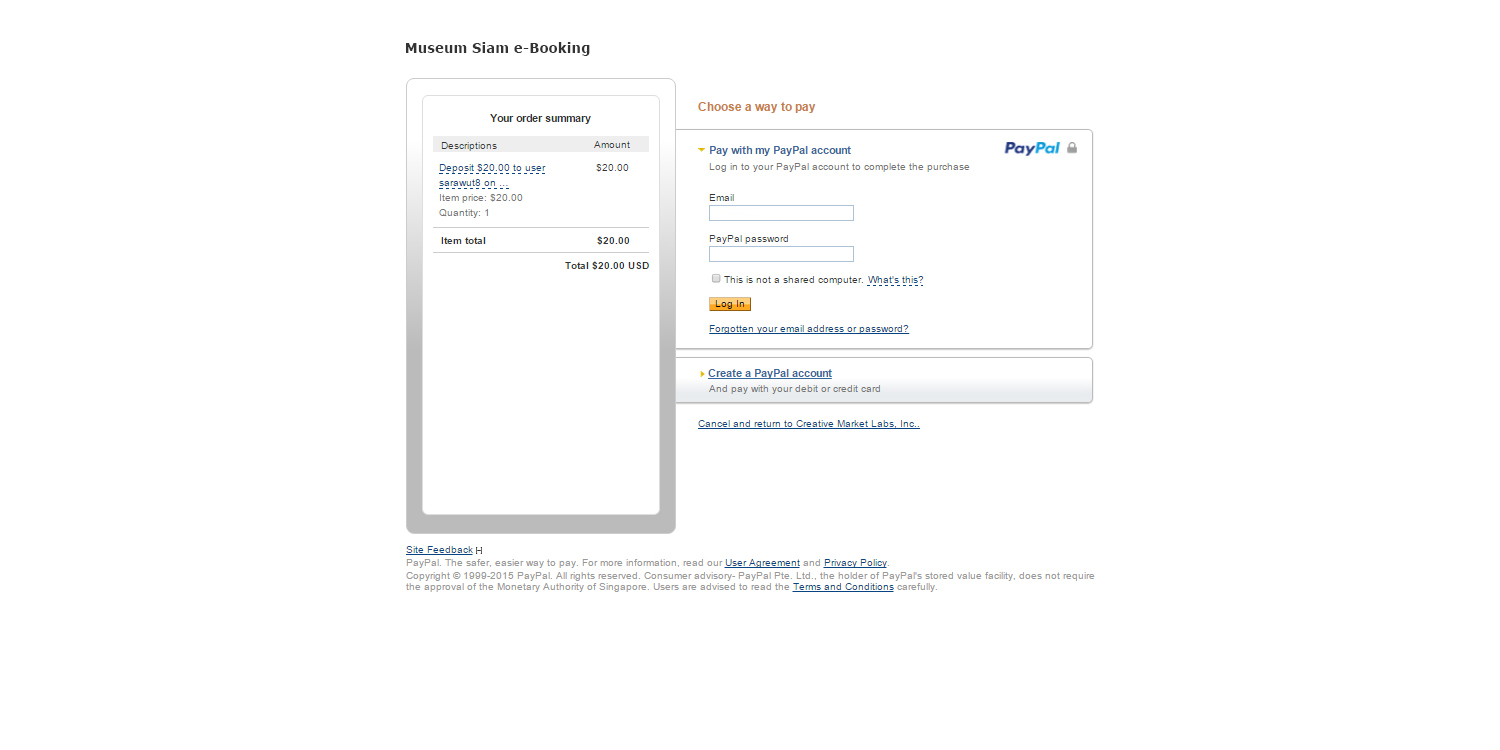 Museum Siam e-Booking
Your order summary
Descriptions Amount
Deposit $20.00 to user $20.00
sarawut8 on ...
Item price: $20.00
Quantity: 1
Item total $20.00
Total $20.00 USD
Choose a way to pay
Pay with my PayPal account PayPal
Log in to your PayPal account to complete the purchase
Email
PayPal password
This is not a shared computer. What's this?
Log In
Forgotten your email address or password?
Create a PayPal account
And pay with your debit or credit card
Cancel and return to Creative Market Labs, Inc..
Site Feedback H
PayPal. The safer, easier way to pay. For more information, read our User Agreement and Privacy Policy.
Copyright © 1999-2015 PayPal. All rights reserved. Consumer advisory- PayPal Pte. Ltd., the holder of PayPal's stored value facility, does not require
the approval of the Monetary Authority of Singapore. Users are advised to read the Terms and Conditions carefully.